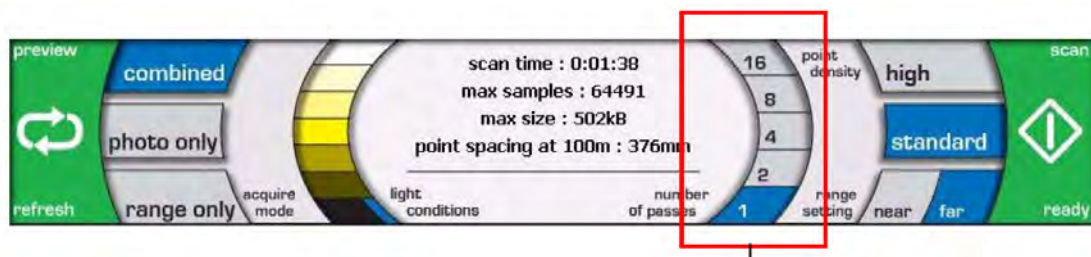 preview
refresh
combined
photo only
range only
acquire
mode
light
conditions
scan time : 0:01:38
max samples : 64491
max size : 502kB
point spacing at 100m : 376mm
number
of passes
16
8
4
2
1
point
density
high
standard
range
setting
near
far
scan
ready